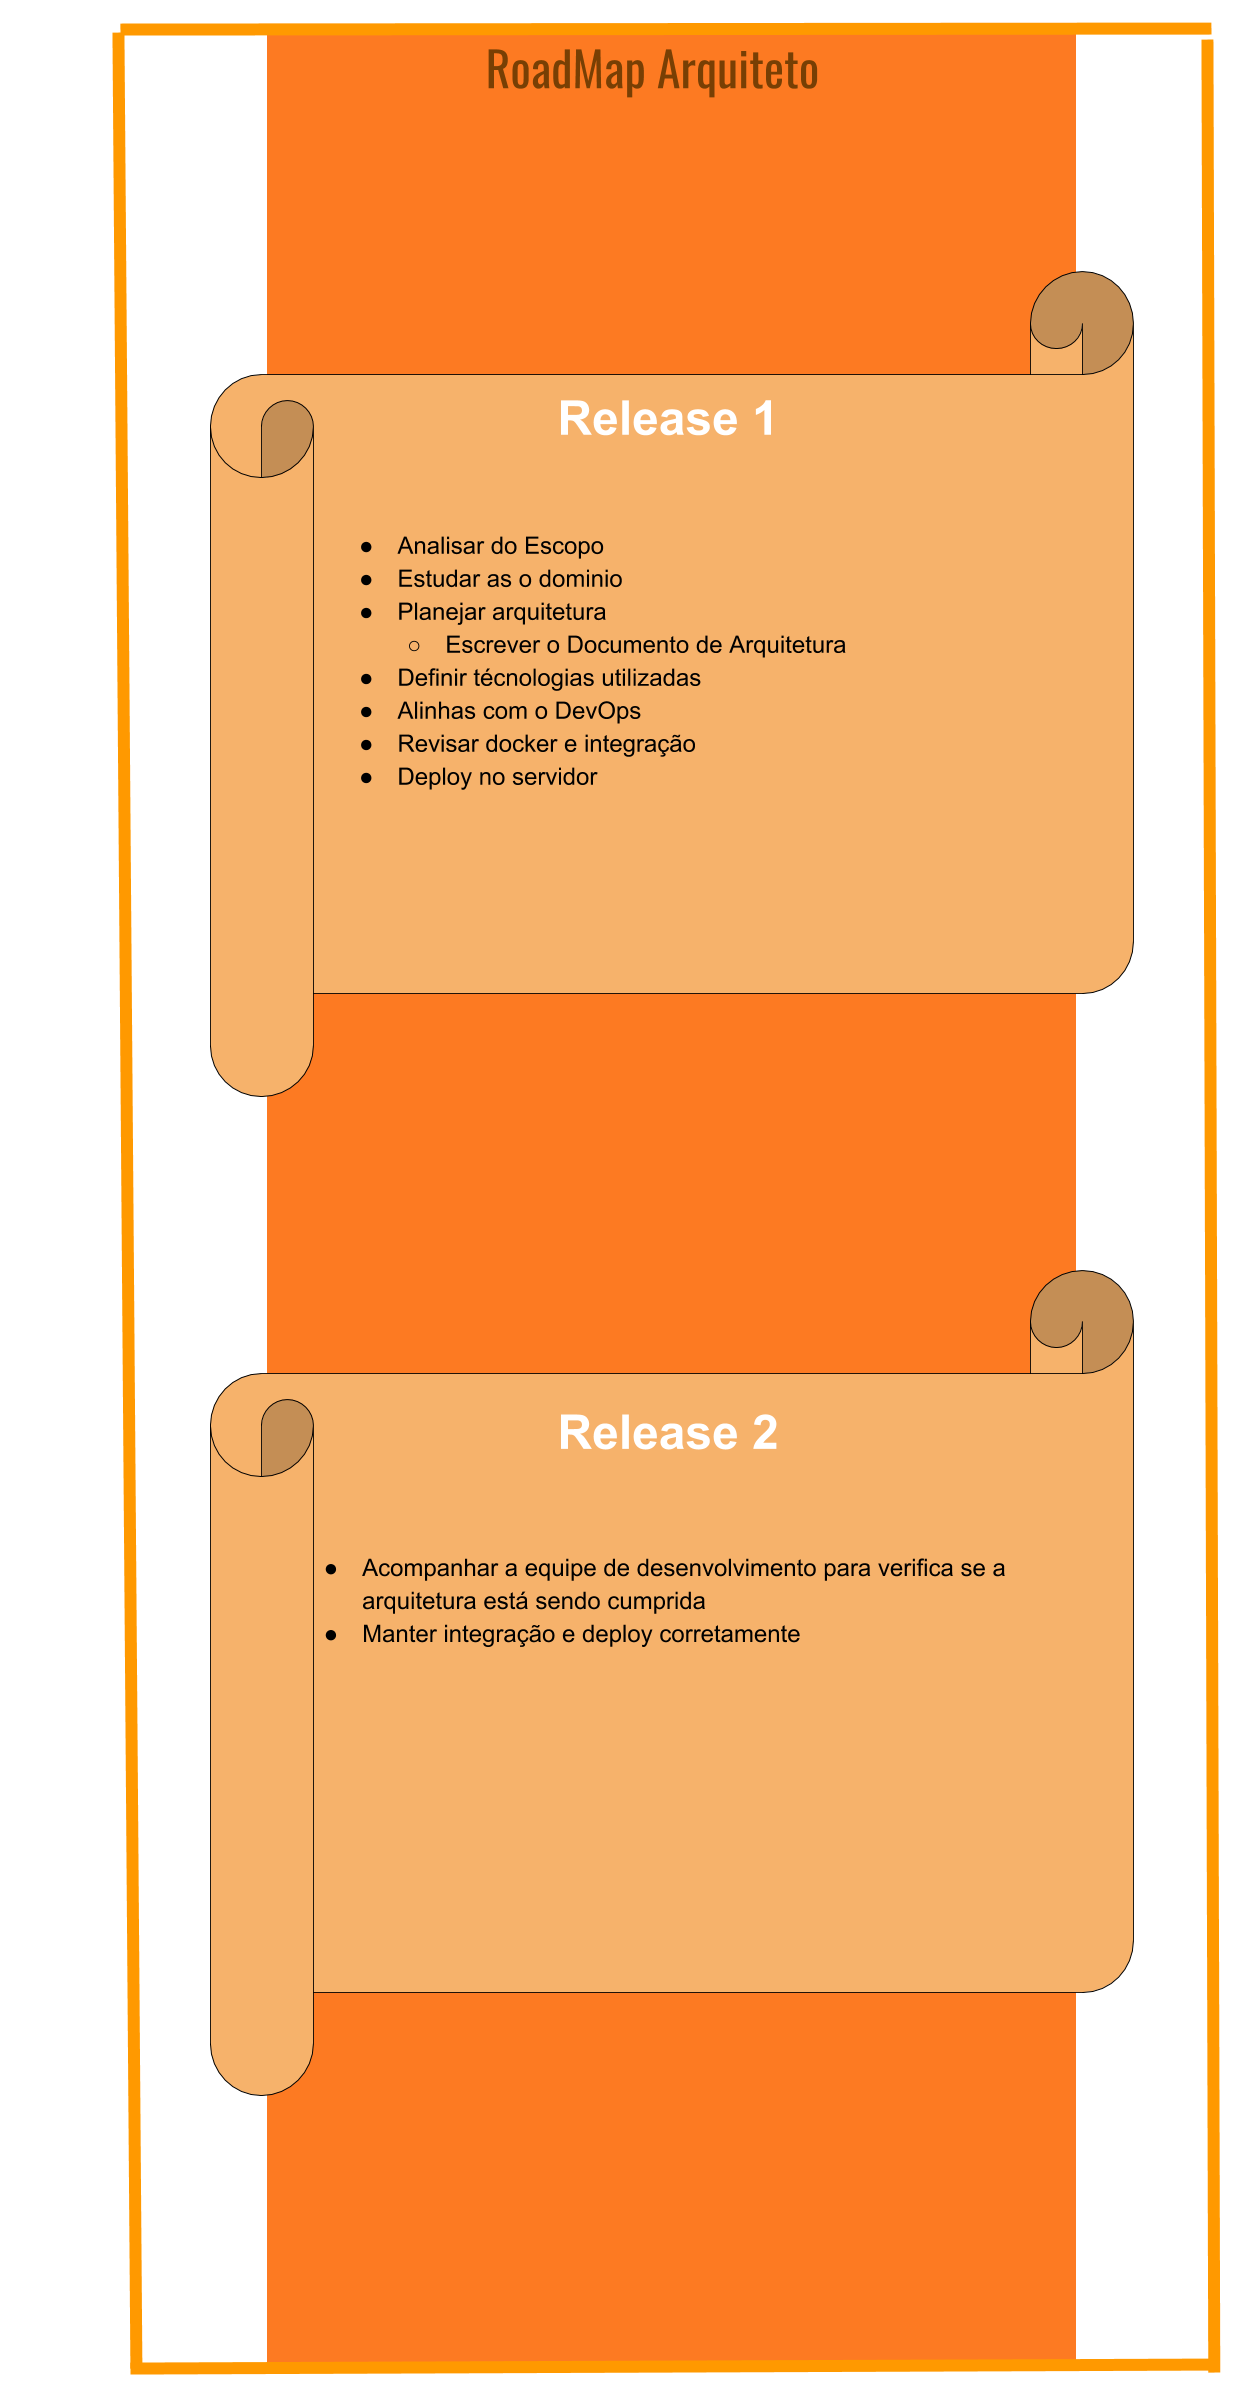 RoadMap Arquiteto
Release 1
● Analisar do Escopo
● Estudar as o dominio
● Planejar arquitetura
○ Escrever o Documento de Arquitetura
● Definir técnologias utilizadas
● Alinhas com o DevOps
● Revisar docker e integração
● Deploy no servidor
Release 2
● Acompanhar a equipe de desenvolvimento para verifica se a
arquitetura está sendo cumprida
● Manter integração e deploy corretamente